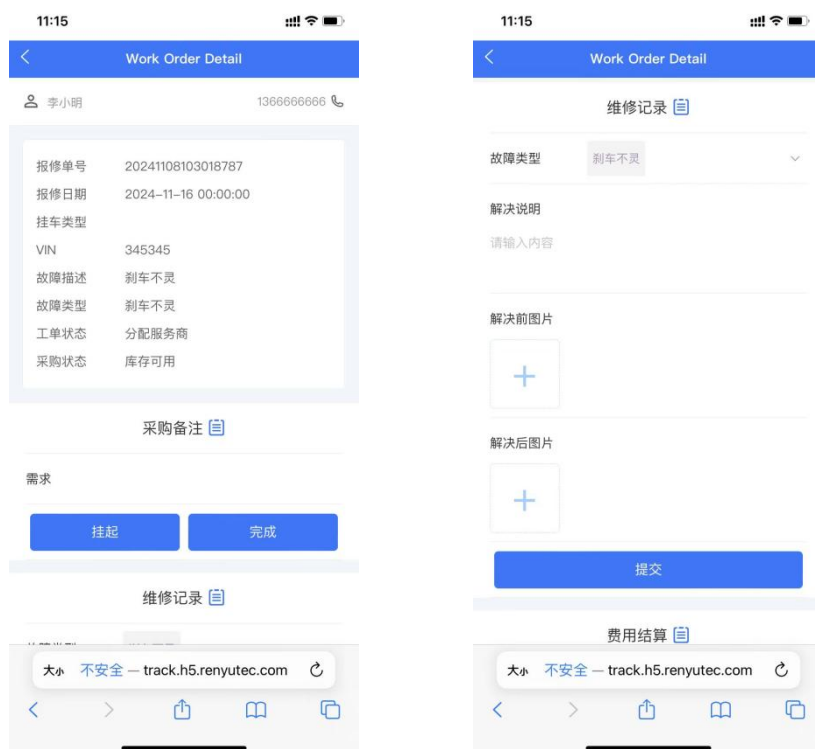 11:15
Work Order Detail
李小明 1366666666
报修单号 20241108103018787
报修日期 2024-11-16 00:00:00
挂车类型
VIN 345345
故障描述 刹车不灵
故障类型 刹车不灵
工单状态 分配服务商
采购状态 库存可用
采购备注
需求
挂起 完成
维修记录
大小 不安全 — track.h5.renyutec.com
11:15
Work Order Detail
维修记录
故障类型 刹车不灵
解决说明
请输入内容
解决前图片
解决后图片
提交
费用结算
大小 不安全 — track.h5.renyutec.com